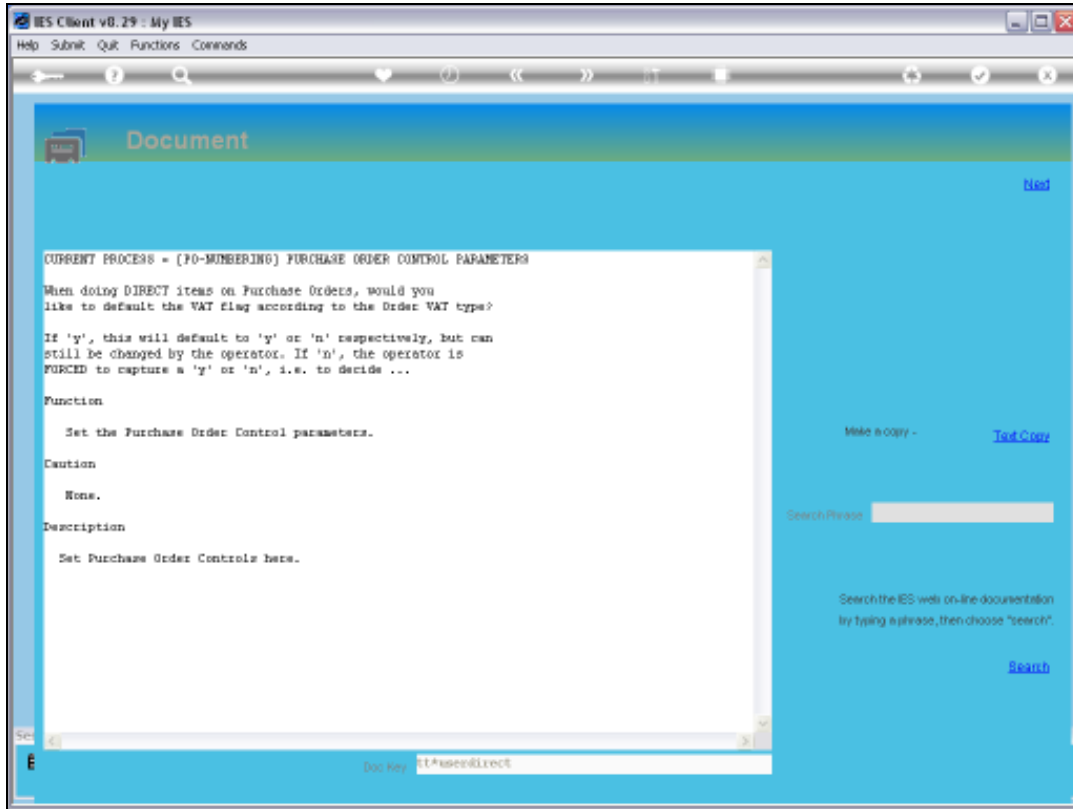 IES Client v8.29 : My IES
Help Submit Quit Functions Commands
Document
Next
CURRENT PROCESS = [PO-NUMBERING] PURCHASE ORDER CONTROL PARAMETERS
When doing DIRECT items on Purchase Orders, would you
like to default the VAT flag according to the Order VAT type?
If 'y', this will default to 'y' or 'n' respectively, but can
still be changed by the operator. If 'n', the operator is
FORCED to capture a 'y' or 'n', i.e. to decide ...
Function
Set the Purchase Order Control parameters.
Caution
None.
Description
Set Purchase Order Controls here.
Make a copy -
Text Copy
Search Phrase
Search the IES web on-line documentation
by typing a phrase, then choose "search".
Search
Doc Key tt*userdirect